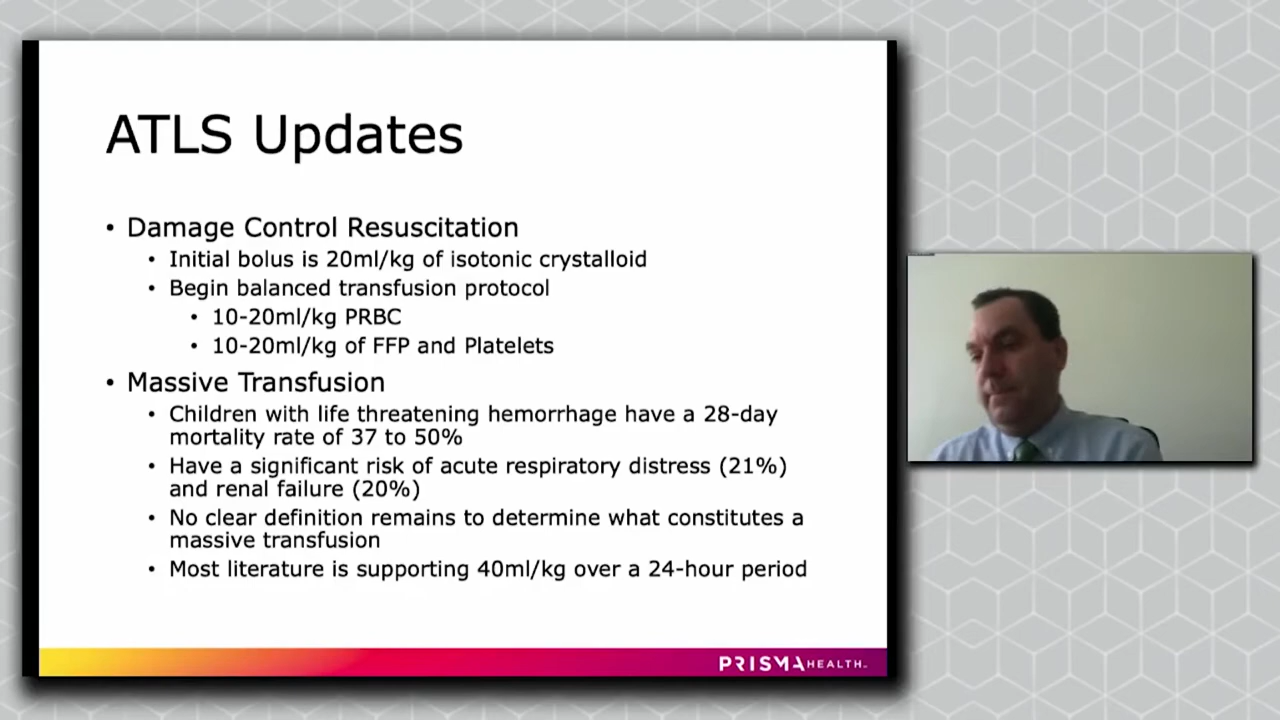 ATLS Updates
• Damage Control Resuscitation
• Initial bolus is 20ml/kg of isotonic crystalloid
• Begin balanced transfusion protocol
• 10-20ml/kg PRBC
• 10-20ml/kg of FFP and Platelets
• Massive Transfusion
• Children with life threatening hemorrhage have a 28-day
mortality rate of 37 to 50%
• Have a significant risk of acute respiratory distress (21%)
and renal failure (20%)
• No clear definition remains to determine what constitutes a
massive transfusion
• Most literature is supporting 40ml/kg over a 24-hour period
PRISMA HEALTH